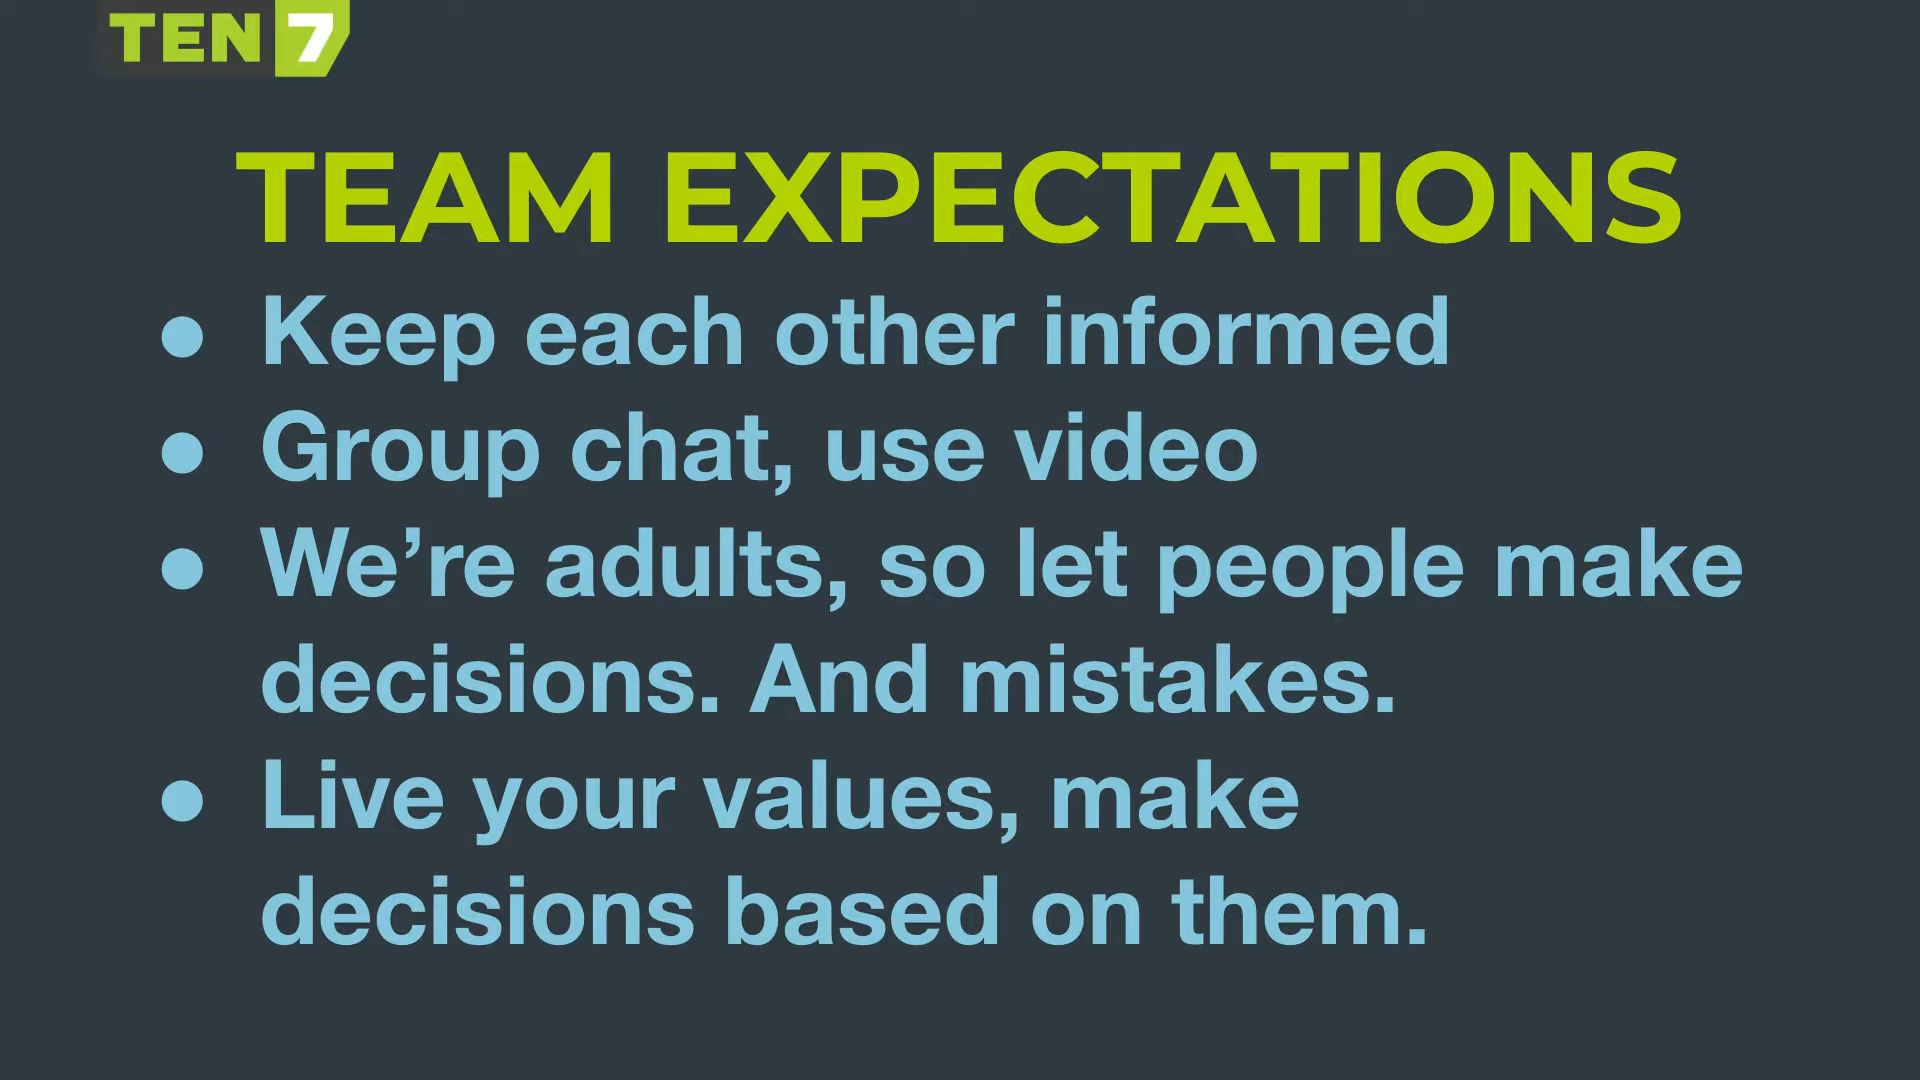 TEN7
TEAM EXPECTATIONS
● Keep each other informed
● Group chat, use video
● We’re adults, so let people make
decisions. And mistakes.
● Live your values, make
decisions based on them.